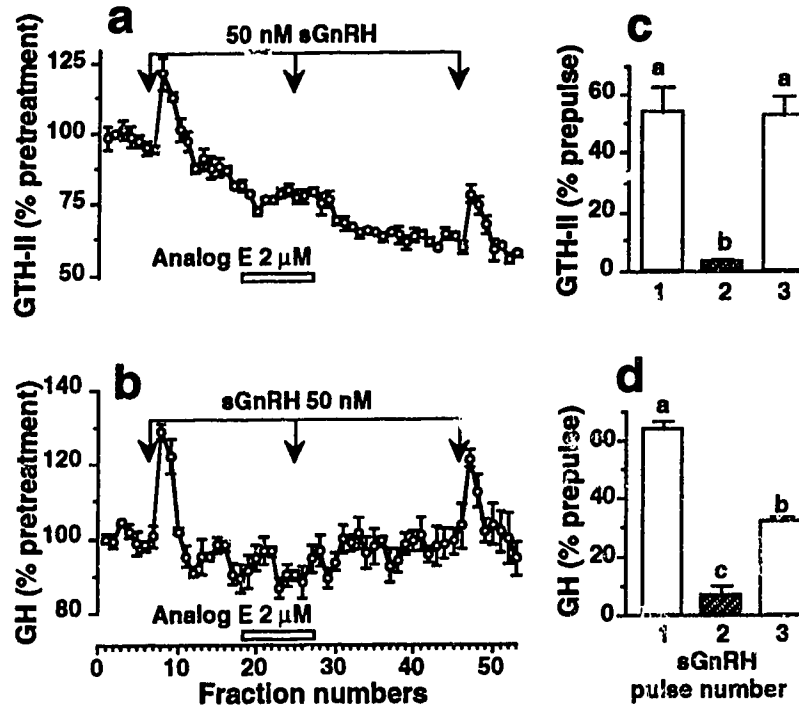 a
50 nM sGnRH
GTH-II (% pretreatment)
125
100
75
50
Analog E 2 µM
c
GTH-II (% prepulse)
60
40
20
0
a
b
a
1 2 3
b
sGnRH 50 nM
GH (% pretreatment)
140
120
100
80
Analog E 2 µM
0 10 20 30 40 50
Fraction numbers
d
GH (% prepulse)
60
40
20
0
a
c
b
1 2 3
sGnRH
pulse number